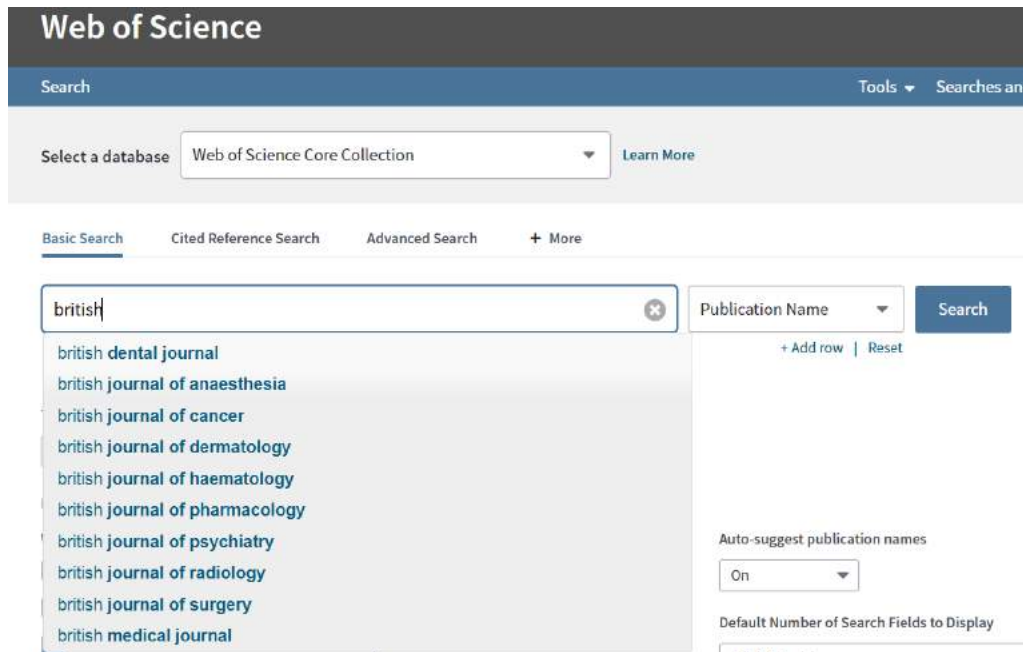 Web of Science
Search Tools Searches an
Select a database Web of Science Core Collection Learn More
Basic Search Cited Reference Search Advanced Search + More
british Publication Name Search
+ Add row | Reset
british dental journal
british journal of anaesthesia
british journal of cancer
british journal of dermatology
british journal of haematology
british journal of pharmacology
british journal of psychiatry
british journal of radiology
british journal of surgery
british medical journal
Auto-suggest publication names
On
Default Number of Search Fields to Display